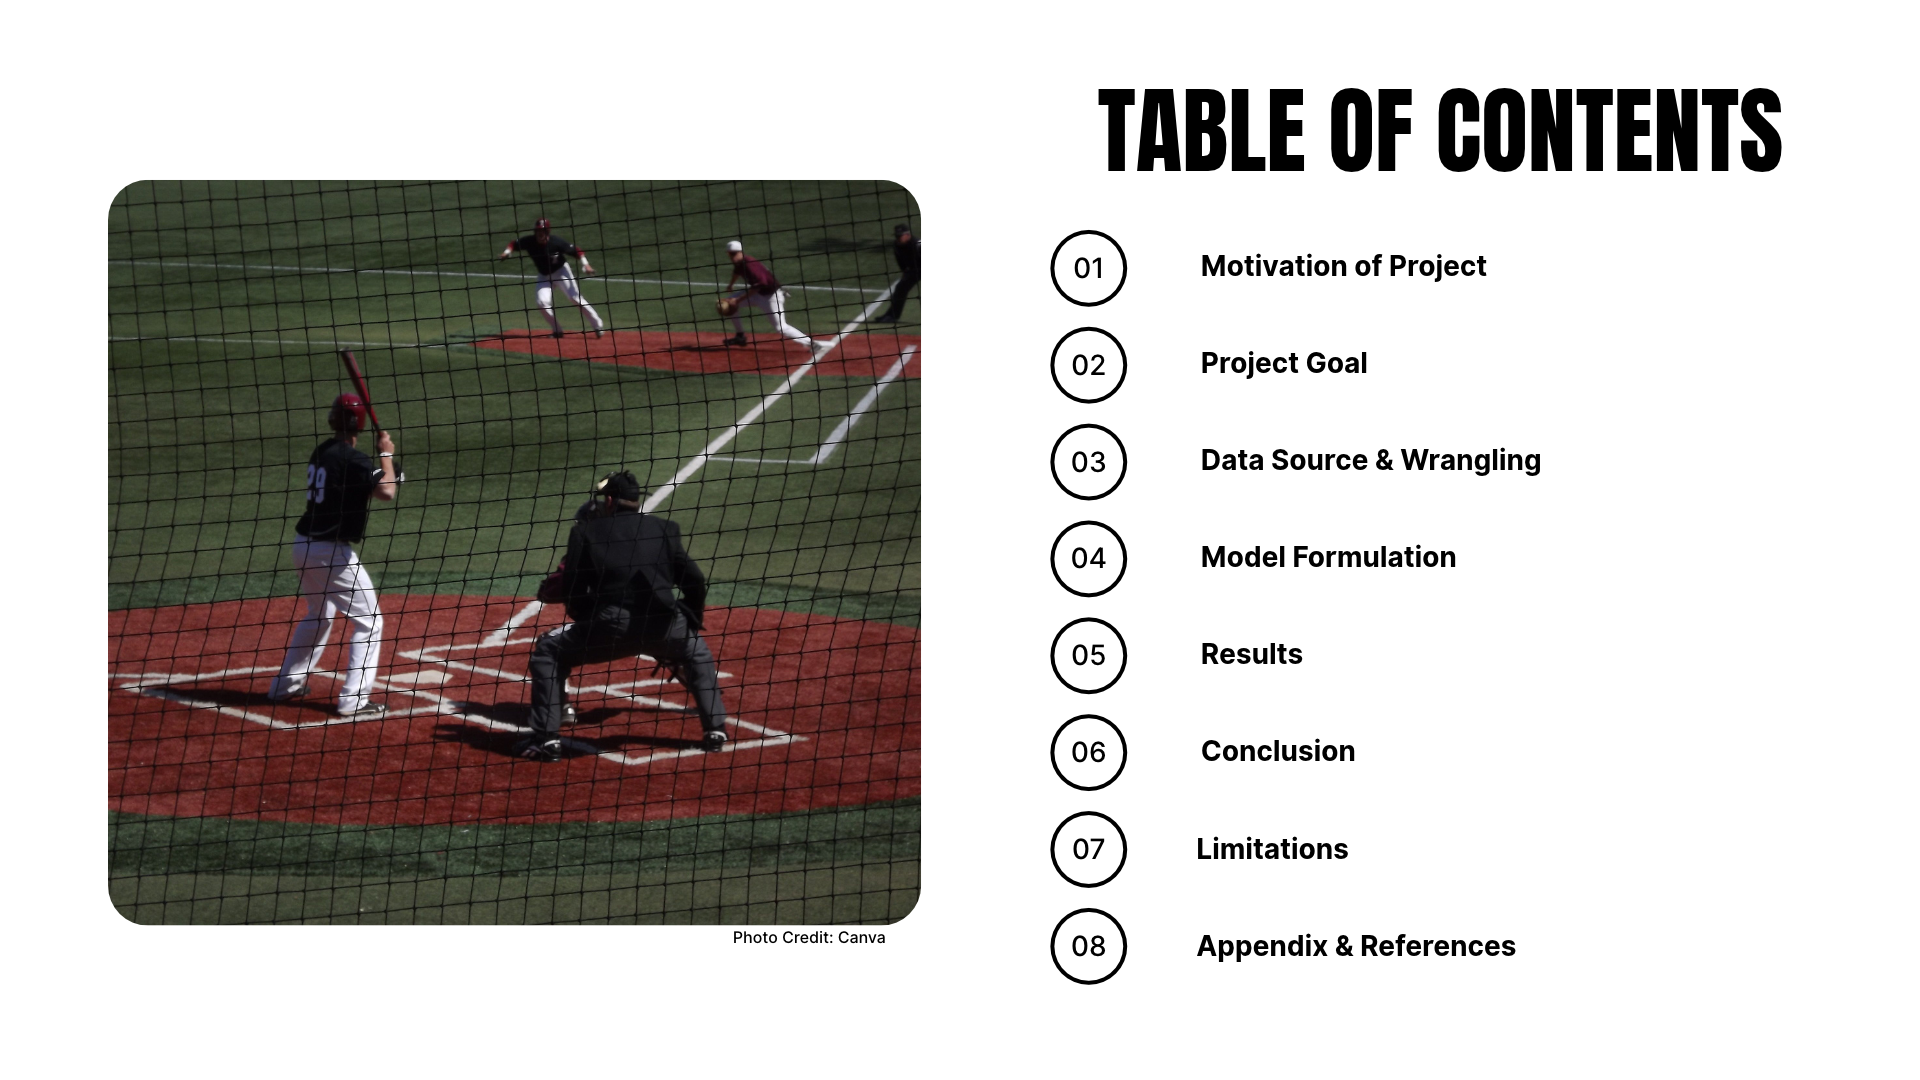 TABLE OF CONTENTS
01 Motivation of Project
02 Project Goal
03 Data Source & Wrangling
04 Model Formulation
05 Results
06 Conclusion
07 Limitations
08 Appendix & References
29
Photo Credit: Canva